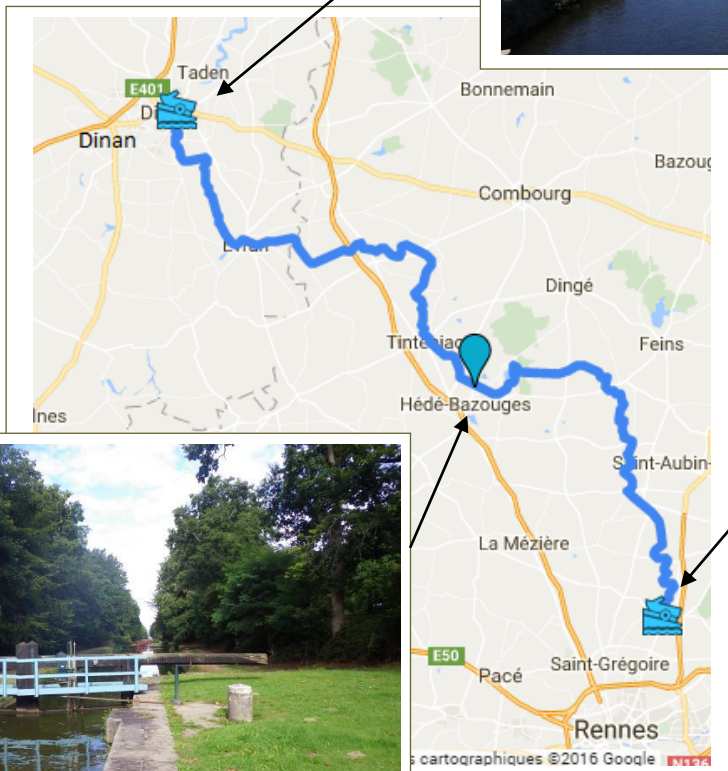 Taden
E401
Dinan
Bonnemain
Bazoug
Combourg
Dingé
Feins
Hédé-Bazouges
Ines
La Mézière
E50
Pacé
Saint-Grégoire
Rennes
s cartographiques ©2016 Google
N136